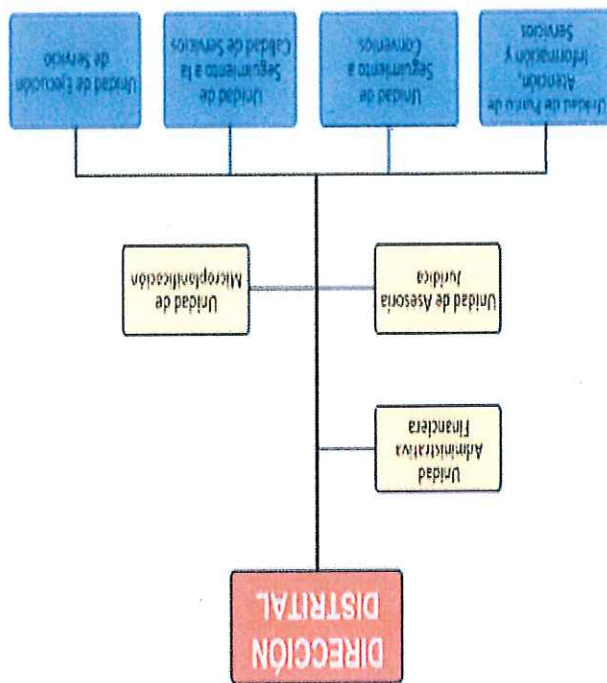 DIRECCIÓN
DISTRITAL
Unidad
Administrativa
Financiera
Unidad de Asesoría
Jurídica
Unidad de
Microplanificación
Unidad de Punto de
Atención,
Información y
Servicios
Unidad de
Seguimiento a
Convenios
Unidad de
Seguimiento a la
Calidad de Servicios
Unidad de Ejecución
de Servicio